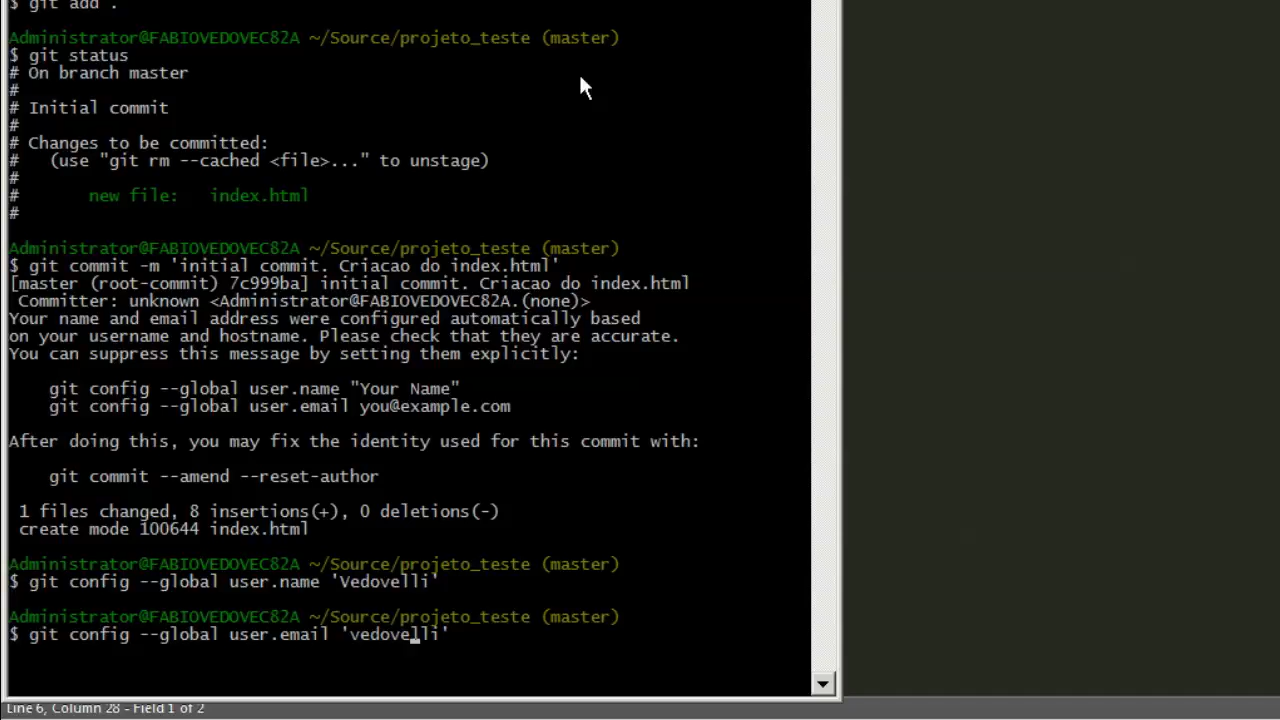 $ git add .
Administrator@FABIOVEDOVEC82A ~/Source/projeto_teste (master)
$ git status
# On branch master
#
# Initial commit
#
# Changes to be committed:
#   (use "git rm --cached <file>..." to unstage)
#
#       new file:   index.html
#
Administrator@FABIOVEDOVEC82A ~/Source/projeto_teste (master)
$ git commit -m 'initial commit. Criacao do index.html'
[master (root-commit) 7c999ba] initial commit. Criacao do index.html
 Committer: unknown <Administrator@FABIOVEDOVEC82A.(none)>
Your name and email address were configured automatically based
on your username and hostname. Please check that they are accurate.
You can suppress this message by setting them explicitly:
    git config --global user.name "Your Name"
    git config --global user.email you@example.com
After doing this, you may fix the identity used for this commit with:
    git commit --amend --reset-author
 1 files changed, 8 insertions(+), 0 deletions(-)
 create mode 100644 index.html
Administrator@FABIOVEDOVEC82A ~/Source/projeto_teste (master)
$ git config --global user.name 'Vedovelli'
Administrator@FABIOVEDOVEC82A ~/Source/projeto_teste (master)
$ git config --global user.email 'vedovelli'
Line 6, Column 28 - Field 1 of 2